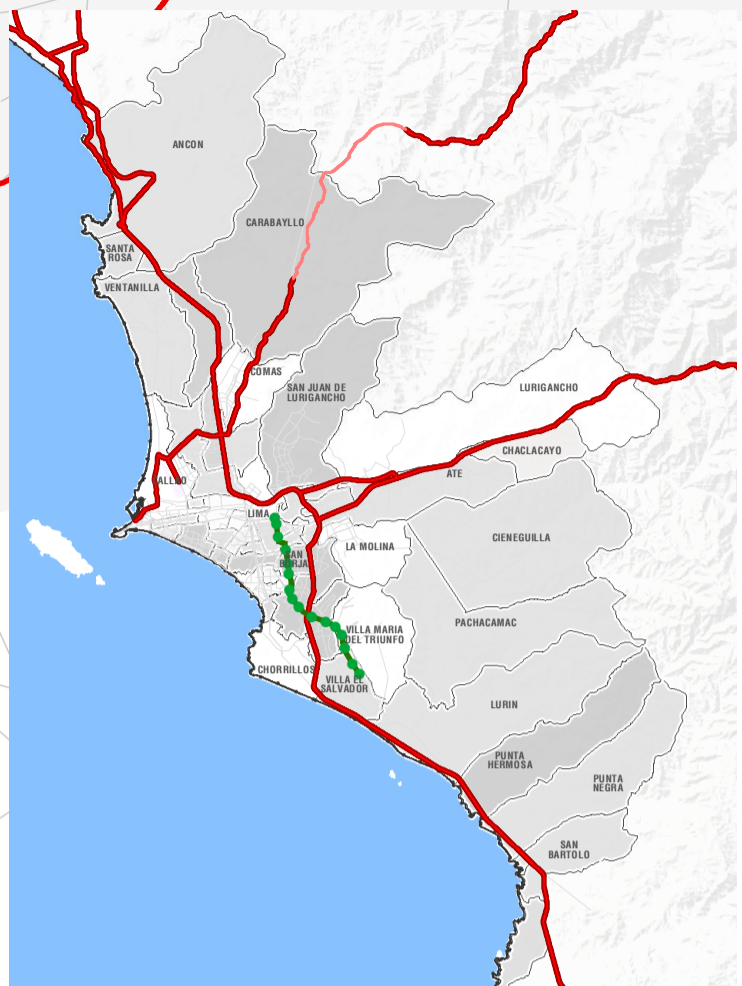 ANCON
CARABAYLLO
SANTA
ROSA
VENTANILLA
COMAS
SAN JUAN DE
LURIGANCHO
LURIGANCHO
CHACLACAYO
ATE
ALLAO
LIMA
CIENEGUILLA
LA MOLINA
SAN
BORJA
PACHACAMAC
VILLA MARIA
DEL TRIUNFO
CHORRILLOS
VILLA EL
SALVADOR
LURIN
PUNTA
HERMOSA
PUNTA
NEGRA
SAN
BARTOLO